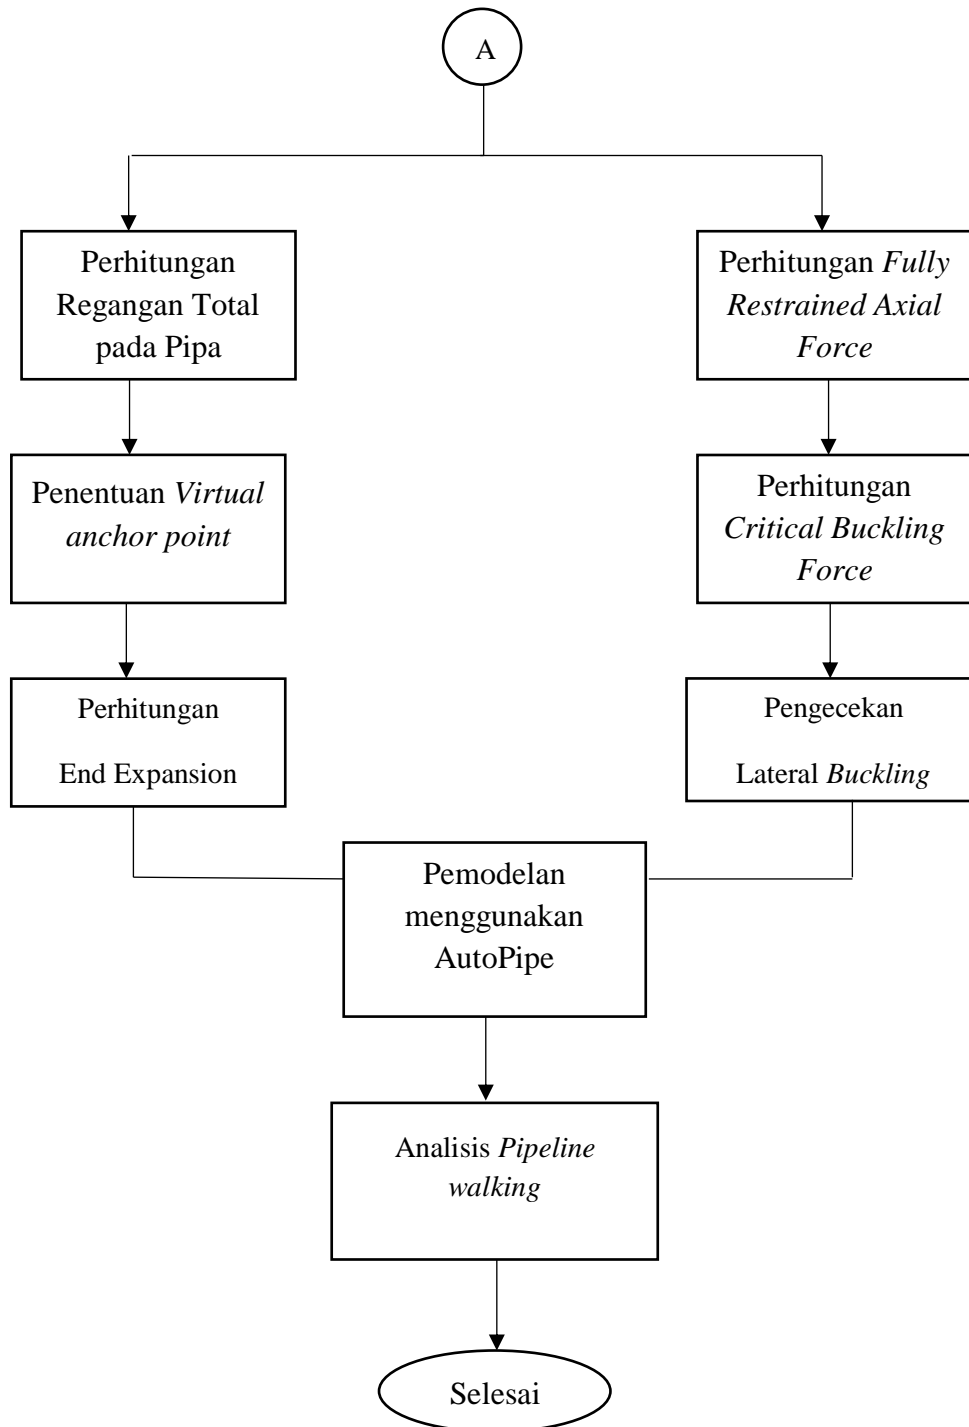 A
Perhitungan
Regangan Total
pada Pipa
Perhitungan Fully
Restrained Axial
Force
Penentuan Virtual
anchor point
Perhitungan
Critical Buckling
Force
Perhitungan
End Expansion
Pengecekan
Lateral Buckling
Pemodelan
menggunakan
AutoPipe
Analisis Pipeline
walking
Selesai